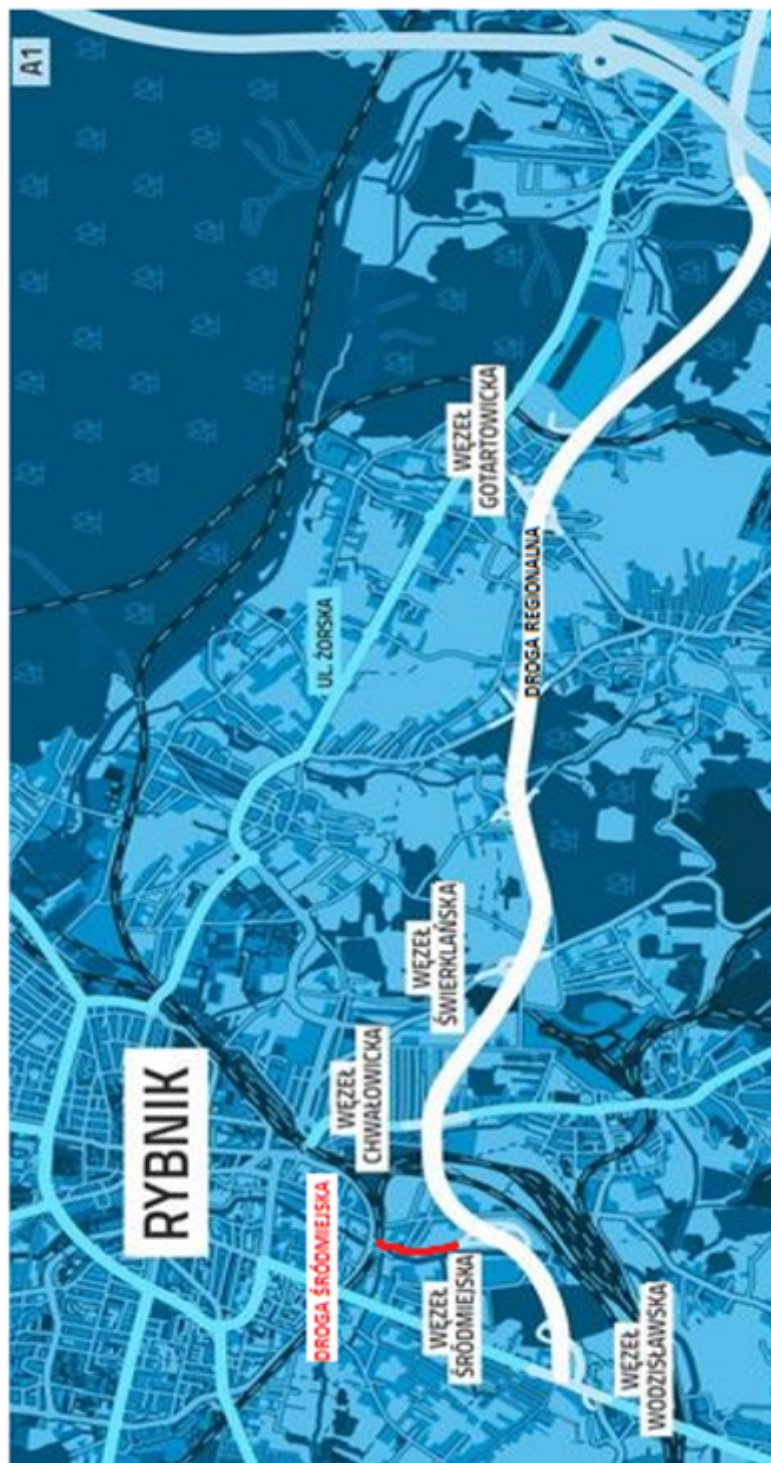 A1
WĘZEŁ
GOTARTOWICKA
UL. ŻORSKA
DROGA REGIONALNA
WĘZEŁ
ŚWIERKLAŃSKA
RYBNIK
WĘZEŁ
CHWAŁOWICKA
DROGA ŚRÓDMIEJSKA
WĘZEŁ
ŚRÓDMIEJSKA
WĘZEŁ
WODZISŁAWSKA